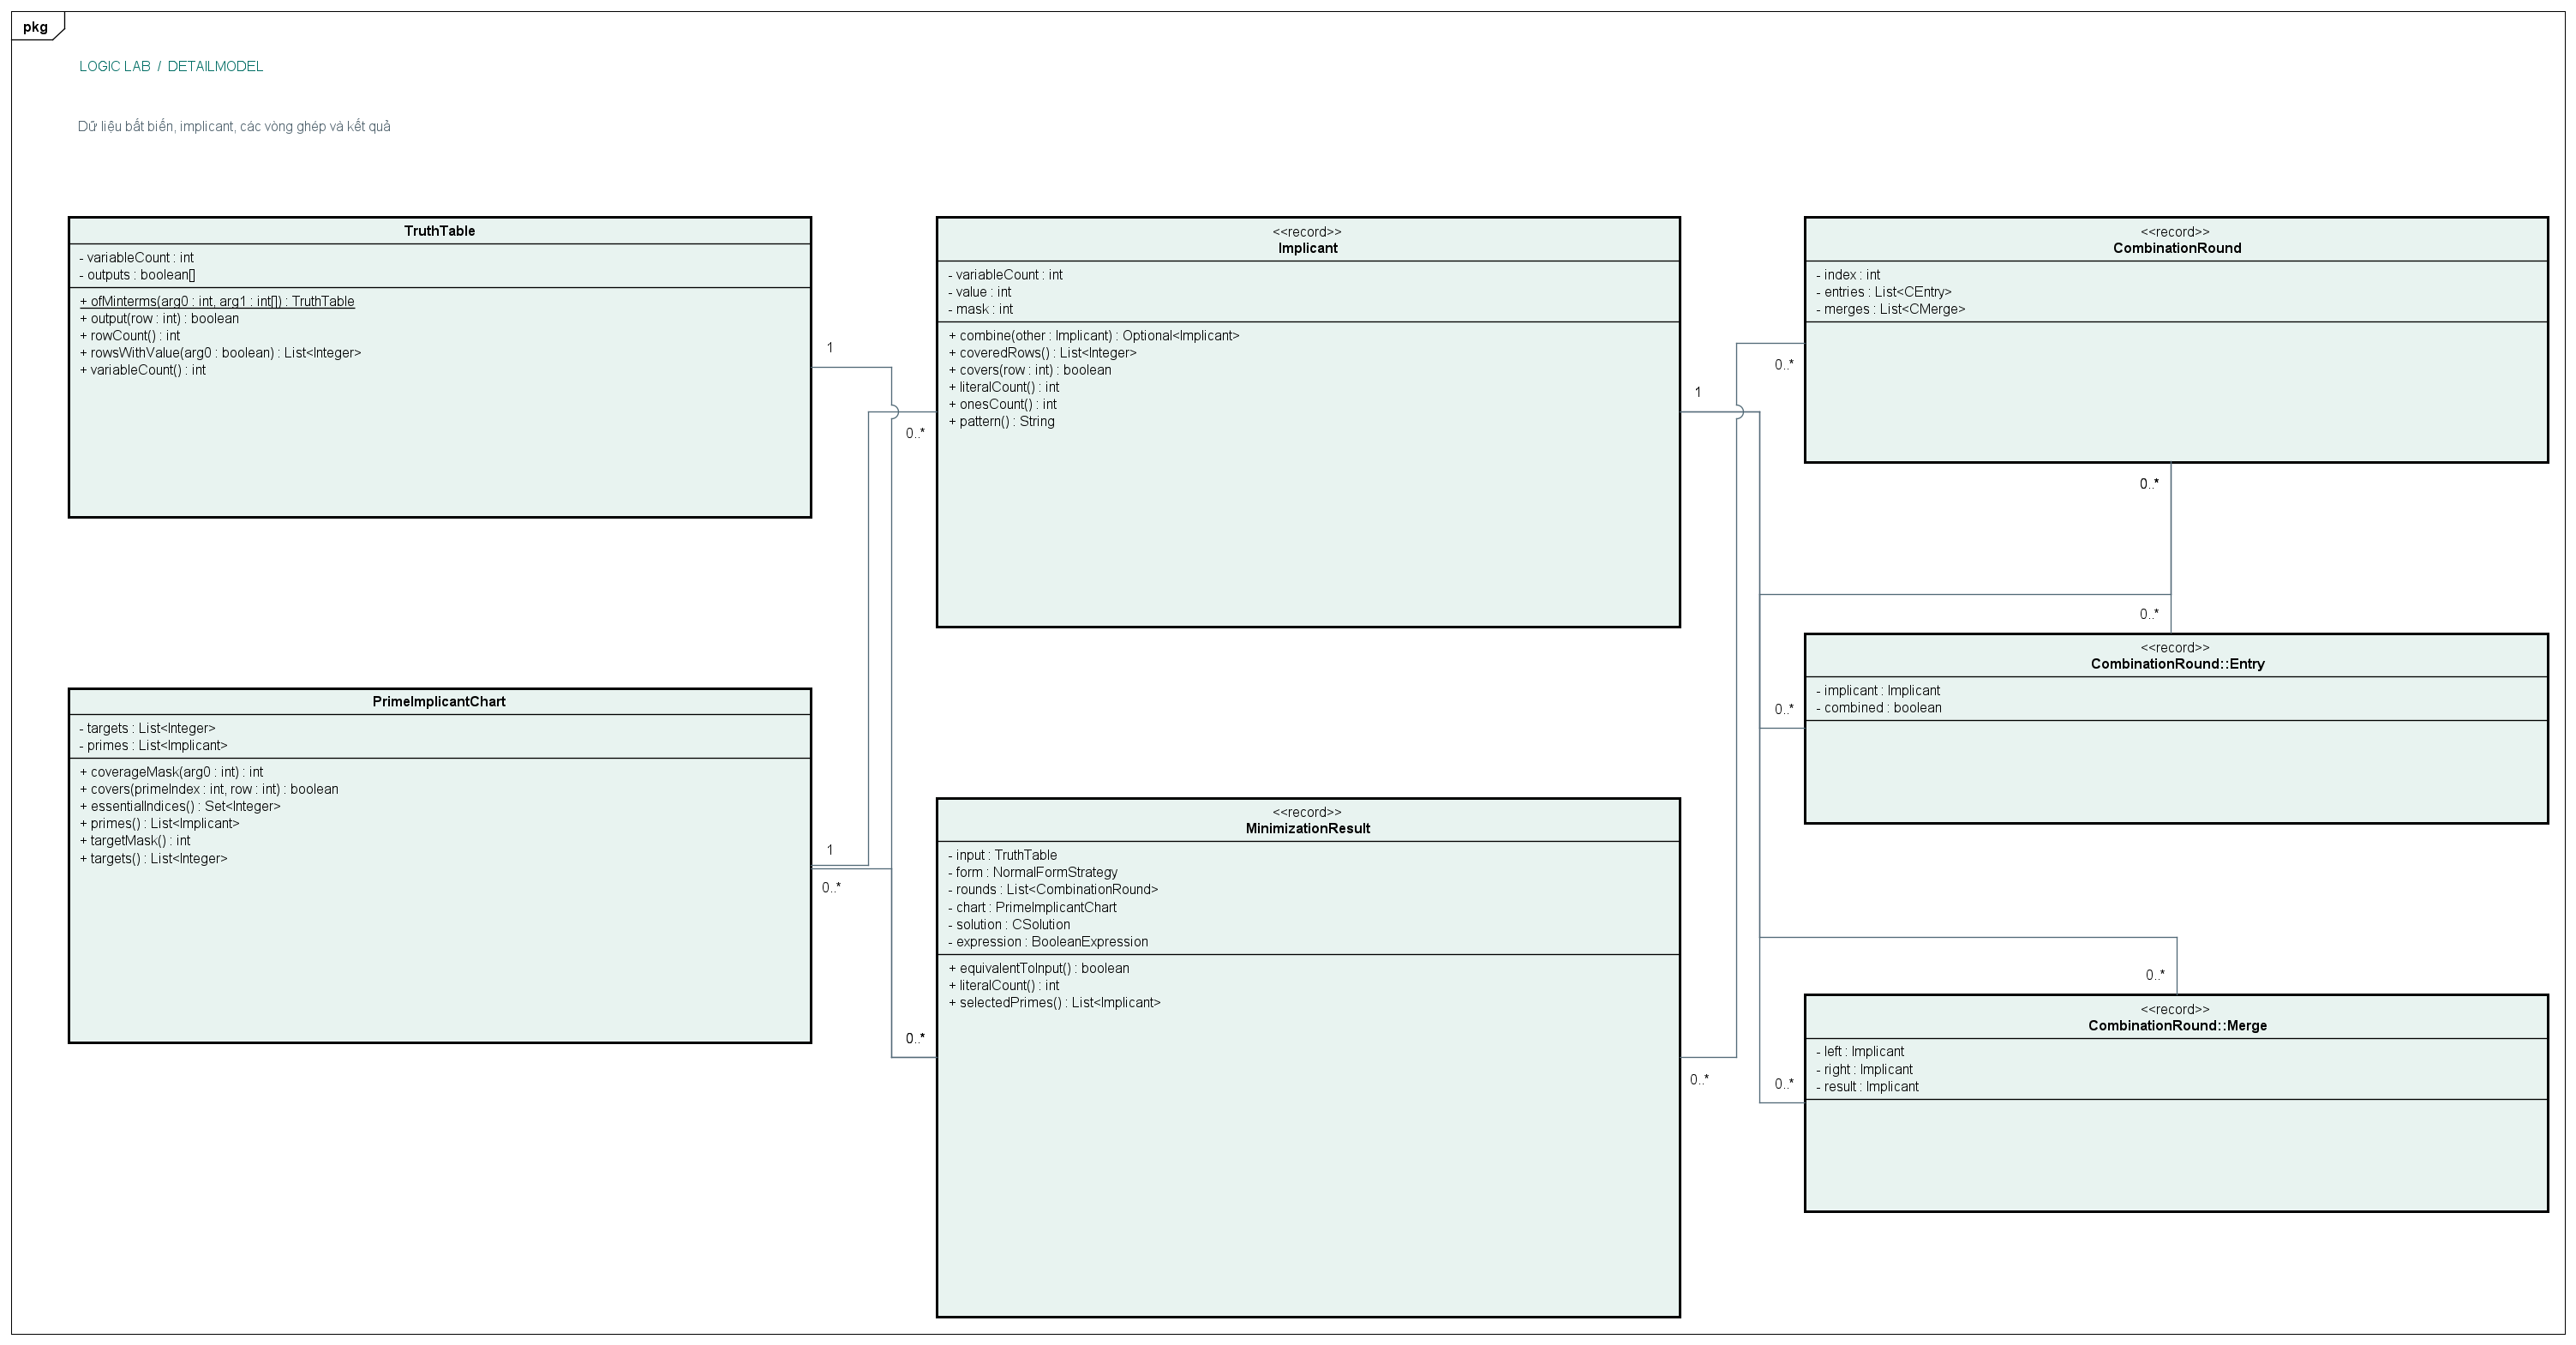 pkg
LOGIC LAB / DETAILMODEL
Dữ liệu bất biến, implicant, các vòng ghép và kết quả
TruthTable
- variableCount : int
- outputs : boolean[]
+ ofMinterms(arg0 : int, arg1 : int[]) : TruthTable
+ output(row : int) : boolean
+ rowCount() : int
+ rowsWithValue(arg0 : boolean) : List<Integer>
+ variableCount() : int
1
<<record>>
Implicant
- variableCount : int
- value : int
- mask : int
+ combine(other : Implicant) : Optional<Implicant>
+ coveredRows() : List<Integer>
+ covers(row : int) : boolean
+ literalCount() : int
+ onesCount() : int
+ pattern() : String
0..*
1
<<record>>
CombinationRound
- index : int
- entries : List<CEntry>
- merges : List<CMerge>
0..*
0..*
0..*
<<record>>
CombinationRound::Entry
- implicant : Implicant
- combined : boolean
0..*
PrimeImplicantChart
- targets : List<Integer>
- primes : List<Implicant>
+ coverageMask(arg0 : int) : int
+ covers(primeIndex : int, row : int) : boolean
+ essentialIndices() : Set<Integer>
+ primes() : List<Implicant>
+ targetMask() : int
+ targets() : List<Integer>
1
0..*
<<record>>
MinimizationResult
- input : TruthTable
- form : NormalFormStrategy
- rounds : List<CombinationRound>
- chart : PrimeImplicantChart
- solution : CSolution
- expression : BooleanExpression
+ equivalentToInput() : boolean
+ literalCount() : int
+ selectedPrimes() : List<Implicant>
0..*
0..*
0..*
<<record>>
CombinationRound::Merge
- left : Implicant
- right : Implicant
- result : Implicant
0..*